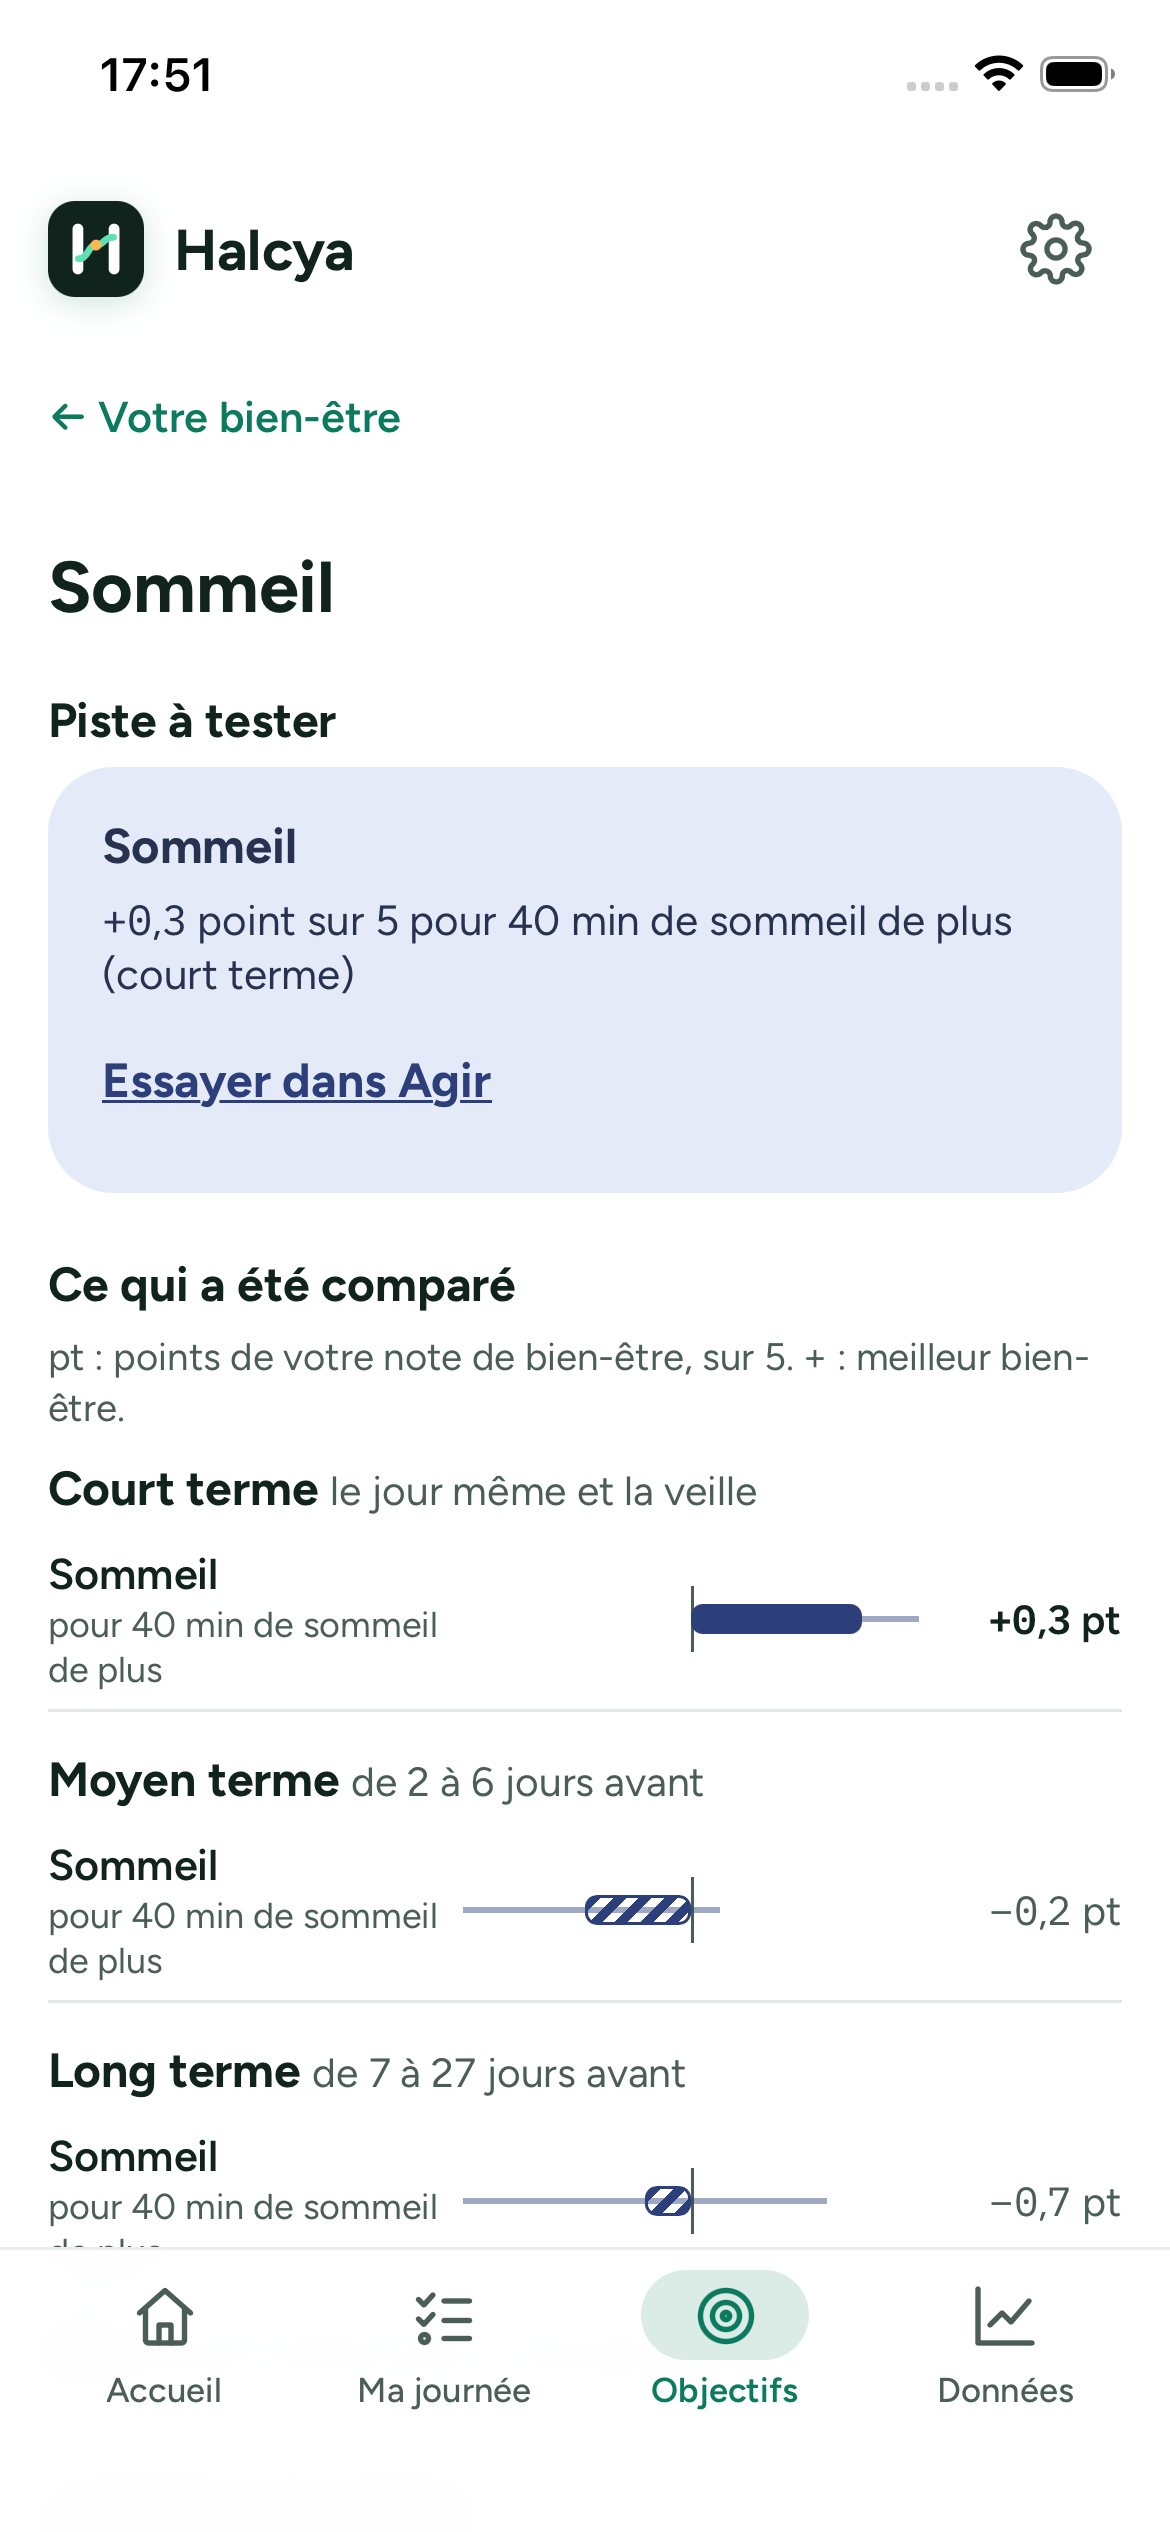 17:51
Halcya
← Votre bien-être
Sommeil
Piste à tester
Sommeil
+0,3 point sur 5 pour 40 min de sommeil de plus
(court terme)
Essayer dans Agir
Ce qui a été comparé
pt : points de votre note de bien-être, sur 5. + : meilleur bien-
être.
Court terme le jour même et la veille
Sommeil
pour 40 min de sommeil
de plus
+0,3 pt
Moyen terme de 2 à 6 jours avant
Sommeil
pour 40 min de sommeil
de plus
−0,2 pt
Long terme de 7 à 27 jours avant
Sommeil
pour 40 min de sommeil
−0,7 pt
Accueil
Ma journée
Objectifs
Données